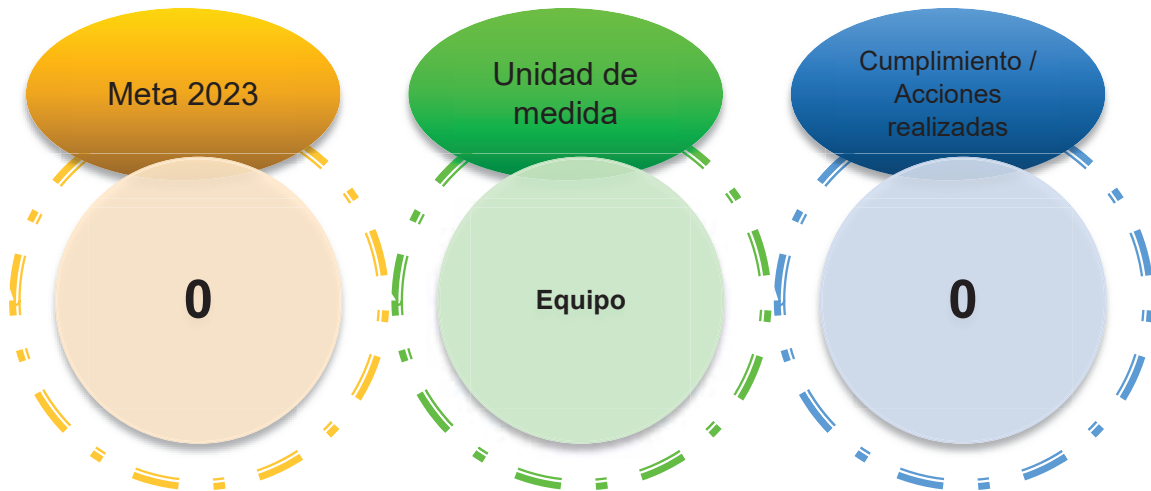 Meta 2023
0
Unidad de
medida
Equipo
Cumplimiento /
Acciones
realizadas
0